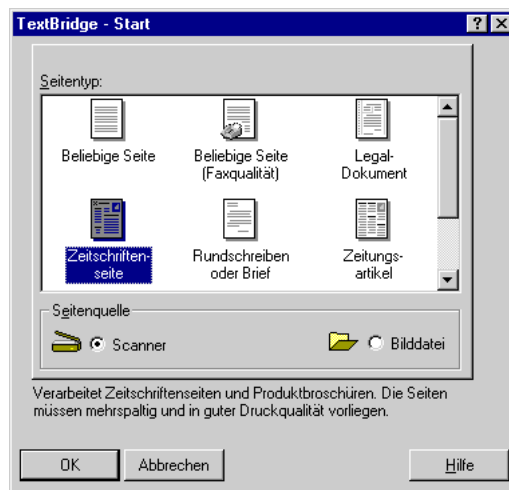 TextBridge - Start
Seitentyp:
Beliebige Seite
Beliebige Seite
(Faxqualität)
Legal-
Dokument
Zeitschriften-
seite
Rundschreiben
oder Brief
Zeitungs-
artikel
Seitenquelle
Scanner
Bilddatei
Verarbeitet Zeitschriftenseiten und Produktbroschüren. Die Seiten
müssen mehrspaltig und in guter Druckqualität vorliegen.
OK
Abbrechen
Hilfe